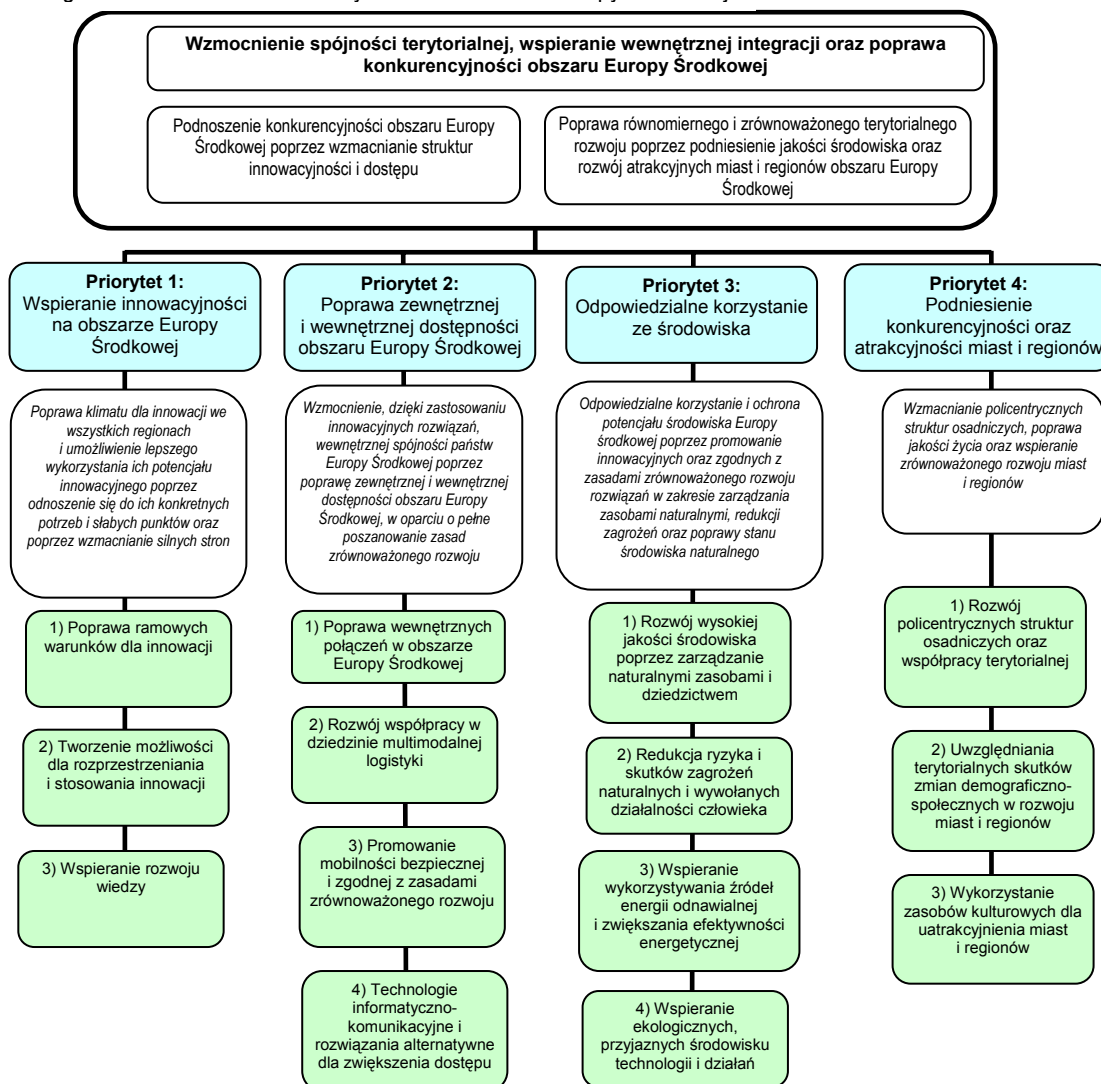 Wzmocnienie spójności terytorialnej, wspieranie wewnętrznej integracji oraz poprawa
konkurencyjności obszaru Europy Środkowej
Podnoszenie konkurencyjności obszaru Europy
Środkowej poprzez wzmacnianie struktur
innowacyjności i dostępu
Poprawa równomiernego i zrównoważonego terytorialnego
rozwoju poprzez podniesienie jakości środowiska oraz
rozwój atrakcyjnych miast i regionów obszaru Europy
Środkowej
Priorytet 1:
Wspieranie innowacyjności
na obszarze Europy
Środkowej
Poprawa klimatu dla innowacji we
wszystkich regionach
i umożliwienie lepszego
wykorzystania ich potencjału
innowacyjnego poprzez
odnoszenie się do ich konkretnych
potrzeb i słabych punktów oraz
poprzez wzmacnianie silnych stron
1) Poprawa ramowych
warunków dla innowacji
2) Tworzenie możliwości
dla rozprzestrzeniania
i stosowania innowacji
3) Wspieranie rozwoju
wiedzy
Priorytet 2:
Poprawa zewnętrznej
i wewnętrznej dostępności
obszaru Europy Środkowej
Wzmocnienie, dzięki zastosowaniu
innowacyjnych rozwiązań,
wewnętrznej spójności państw
Europy Środkowej poprzez
poprawę zewnętrznej i wewnętrznej
dostępności obszaru Europy
Środkowej, w oparciu o pełne
poszanowanie zasad
zrównoważonego rozwoju
1) Poprawa wewnętrznych
połączeń w obszarze
Europy Środkowej
2) Rozwój współpracy w
dziedzinie multimodalnej
logistyki
3) Promowanie
mobilności bezpiecznej
i zgodnej z zasadami
zrównoważonego rozwoju
4) Technologie
informatyczno-
komunikacyjne i
rozwiązania alternatywne
dla zwiększenia dostępu
Priorytet 3:
Odpowiedzialne korzystanie
ze środowiska
Odpowiedzialne korzystanie i ochrona
potencjału środowiska Europy
środkowej poprzez promowanie
innowacyjnych oraz zgodnych z
zasadami zrównoważonego rozwoju
rozwiązań w zakresie zarządzania
zasobami naturalnymi, redukcji
zagrożeń oraz poprawy stanu
środowiska naturalnego
1) Rozwój wysokiej
jakości środowiska
poprzez zarządzanie
naturalnymi zasobami i
dziedzictwem
2) Redukcja ryzyka i
skutków zagrożeń
naturalnych i wywołanych
działalności człowieka
3) Wspieranie
wykorzystywania źródeł
energii odnawialnej
i zwiększania efektywności
energetycznej
4) Wspieranie
ekologicznych,
przyjaznych środowisku
technologii i działań
Priorytet 4:
Podniesienie
konkurencyjności oraz
atrakcyjności miast i regionów
Wzmacnianie policentrycznych
struktur osadniczych, poprawa
jakości życia oraz wspieranie
zrównoważonego rozwoju miast
i regionów
1) Rozwój
policentrycznych struktur
osadniczych oraz
współpracy terytorialnej
2) Uwzględniania
terytorialnych skutków
zmian demograficzno-
społecznych w rozwoju
miast i regionów
3) Wykorzystanie
zasobów kulturowych dla
uatrakcyjnienia miast
i regionów